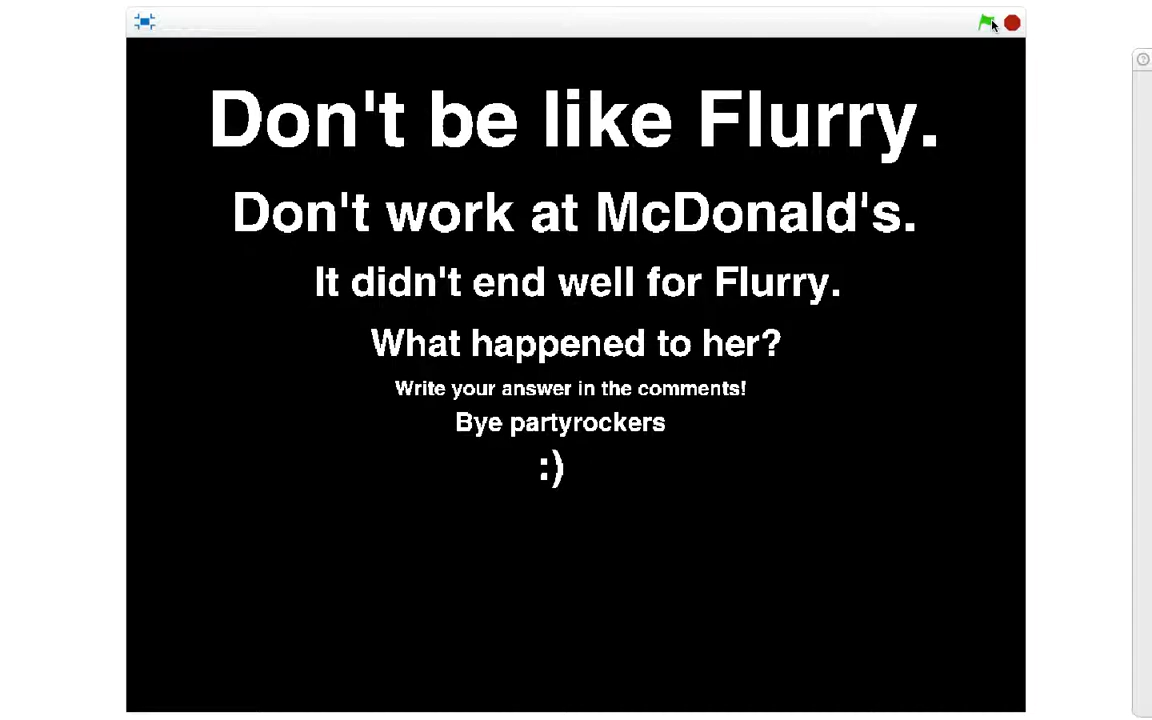 Don't be like Flurry.
Don't work at McDonald's.
It didn't end well for Flurry.
What happened to her?
Write your answer in the comments!
Bye partyrockers
:)